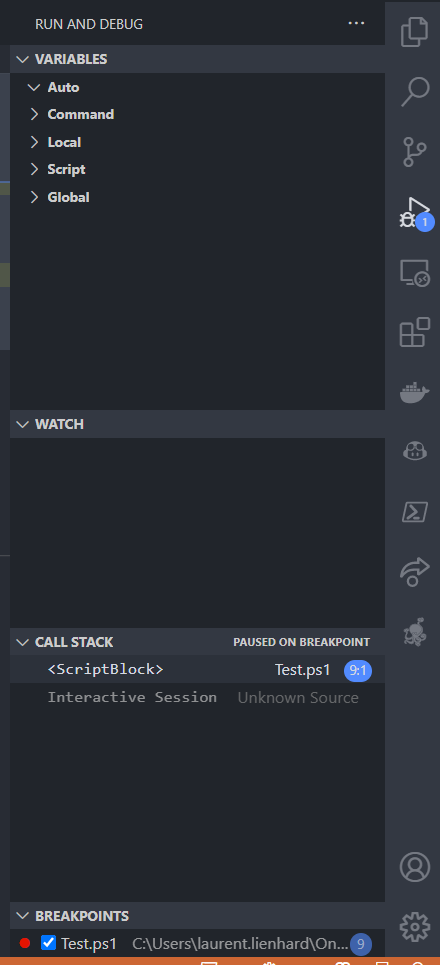 RUN AND DEBUG ...
VARIABLES
Auto
Command
Local
Script
Global
1
WATCH
CALL STACK PAUSED ON BREAKPOINT
<ScriptBlock> Test.ps1 9:1
Interactive Session Unknown Source
BREAKPOINTS
Test.ps1 C:\Users\laurent.lienhard\On... 9